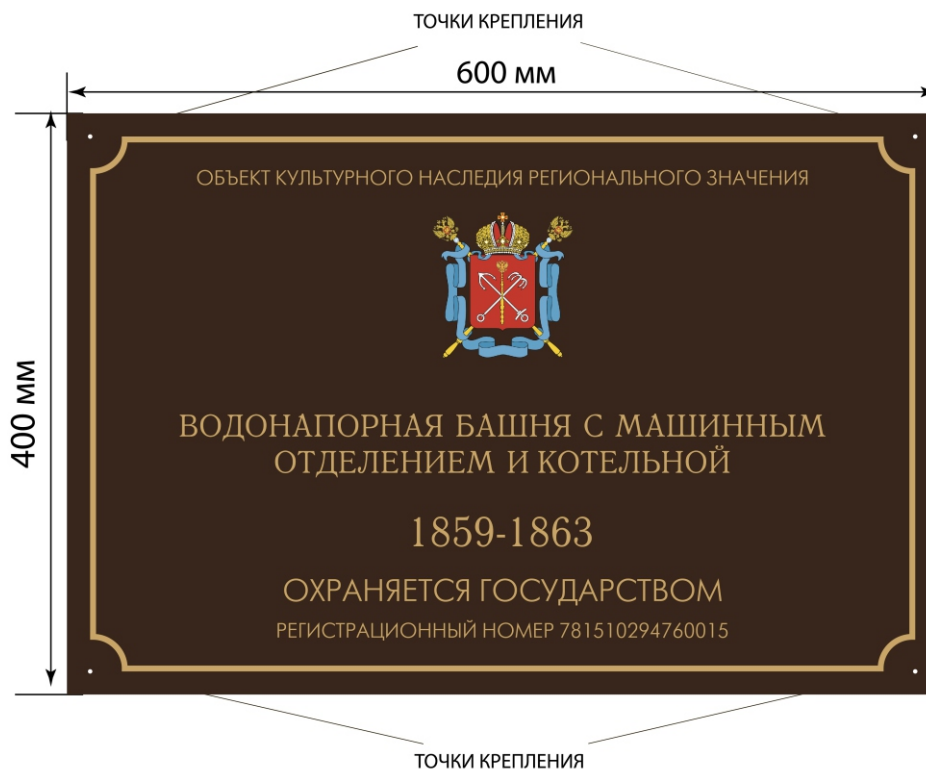 ТОЧКИ КРЕПЛЕНИЯ
600 мм
400 мм
ОБЪЕКТ КУЛЬТУРНОГО НАСЛЕДИЯ РЕГИОНАЛЬНОГО ЗНАЧЕНИЯ
ВОДОНАПОРНАЯ БАШНЯ С МАШИННЫМ
ОТДЕЛЕНИЕМ И КОТЕЛЬНОЙ
1859-1863
ОХРАНЯЕТСЯ ГОСУДАРСТВОМ
РЕГИСТРАЦИОННЫЙ НОМЕР 781510294760015
ТОЧКИ КРЕПЛЕНИЯ